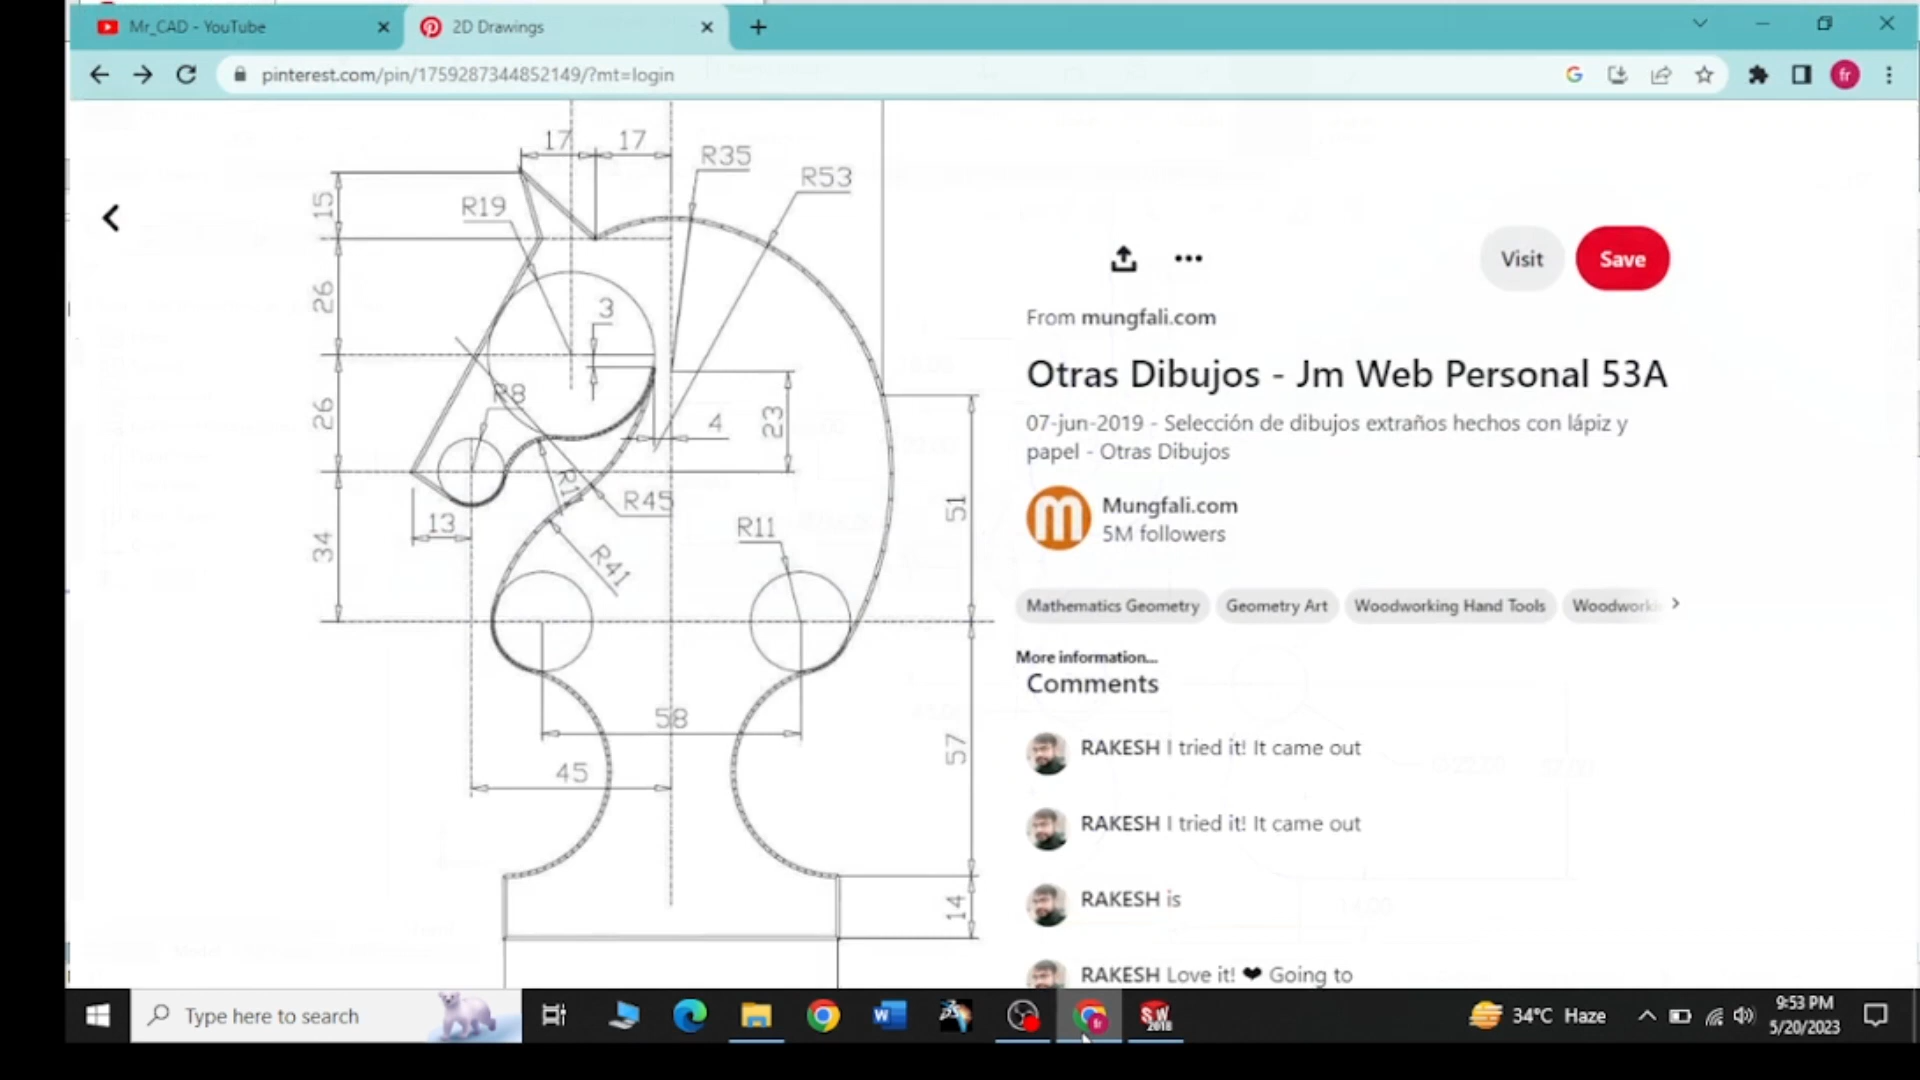 Mr_CAD - YouTube
2D Drawings
pinterest.com/pin/1759287344852149/?mt=login
fr
17
17
R35
R53
15
R19
26
3
R8
26
4
23
R45
13
R11
51
34
R41
58
45
57
14
Visit
Save
From mungfali.com
Otras Dibujos - Jm Web Personal 53A
07-jun-2019 - Selección de dibujos extraños hechos con lápiz y
papel - Otras Dibujos
Mungfali.com
5M followers
Mathematics Geometry
Geometry Art
Woodworking Hand Tools
More information...
Comments
RAKESH I tried it! It came out
RAKESH I tried it! It came out
RAKESH is
RAKESH Love it! ❤ Going to
Type here to search
34°C Haze
9:53 PM
5/20/2023